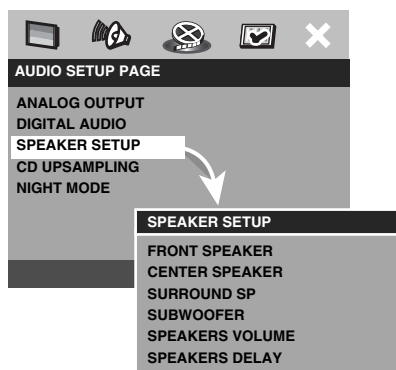 AUDIO SETUP PAGE
ANALOG OUTPUT
DIGITAL AUDIO
SPEAKER SETUP
CD UPSAMPLING
NIGHT MODE
SPEAKER SETUP
FRONT SPEAKER
CENTER SPEAKER
SURROUND SP
SUBWOOFER
SPEAKERS VOLUME
SPEAKERS DELAY